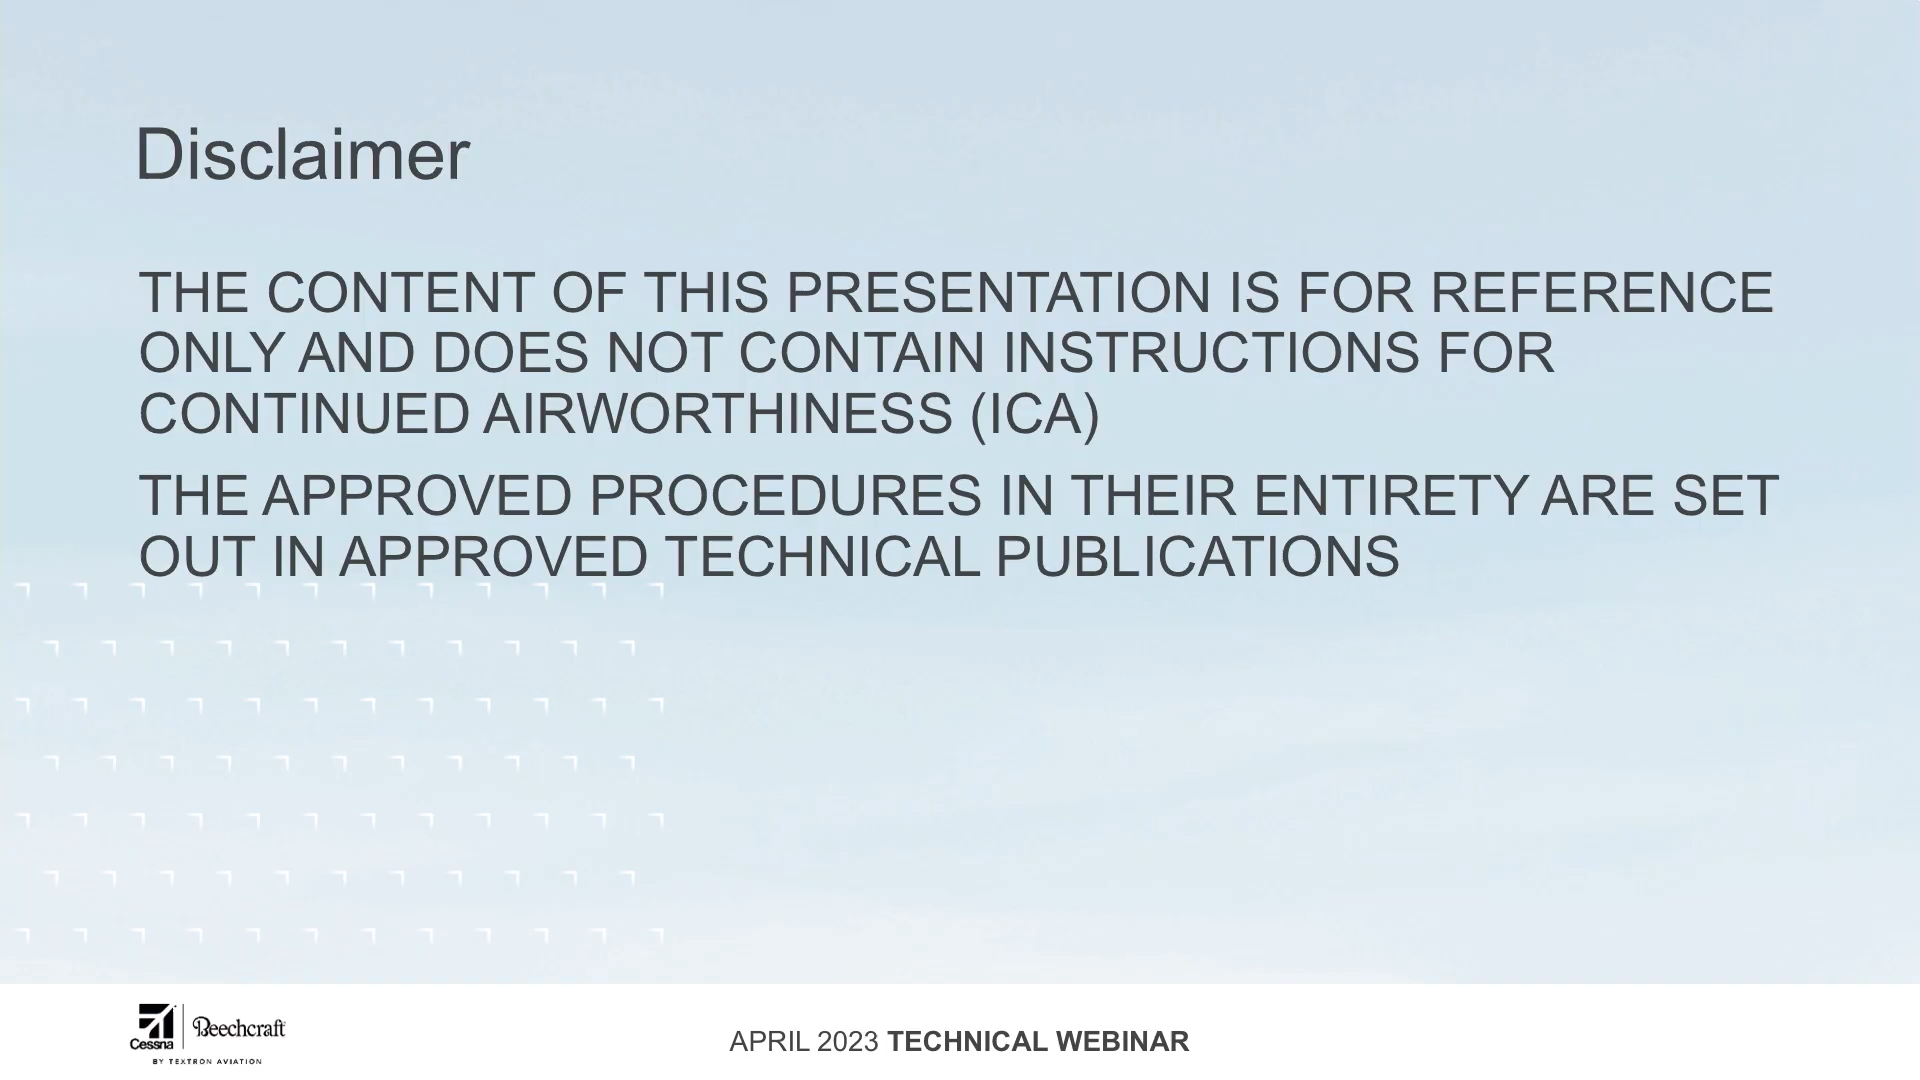 Disclaimer
THE CONTENT OF THIS PRESENTATION IS FOR REFERENCE
ONLY AND DOES NOT CONTAIN INSTRUCTIONS FOR
CONTINUED AIRWORTHINESS (ICA)
THE APPROVED PROCEDURES IN THEIR ENTIRETY ARE SET
OUT IN APPROVED TECHNICAL PUBLICATIONS
Cessna
Beechcraft
BY TEXTRON AVIATION
APRIL 2023 TECHNICAL WEBINAR